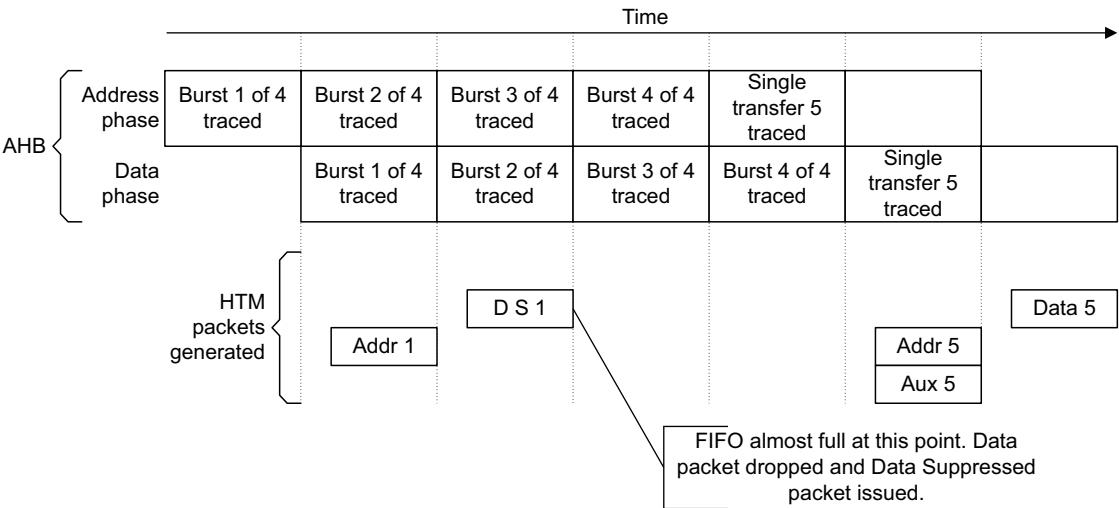 Time
Address
phase
Burst 1 of 4
traced
Burst 2 of 4
traced
Burst 3 of 4
traced
Burst 4 of 4
traced
Single
transfer 5
traced
AHB
Data
phase
Burst 1 of 4
traced
Burst 2 of 4
traced
Burst 3 of 4
traced
Burst 4 of 4
traced
Single
transfer 5
traced
HTM
packets
generated
D S 1
Data 5
Addr 1
Addr 5
Aux 5
FIFO almost full at this point. Data
packet dropped and Data Suppressed
packet issued.